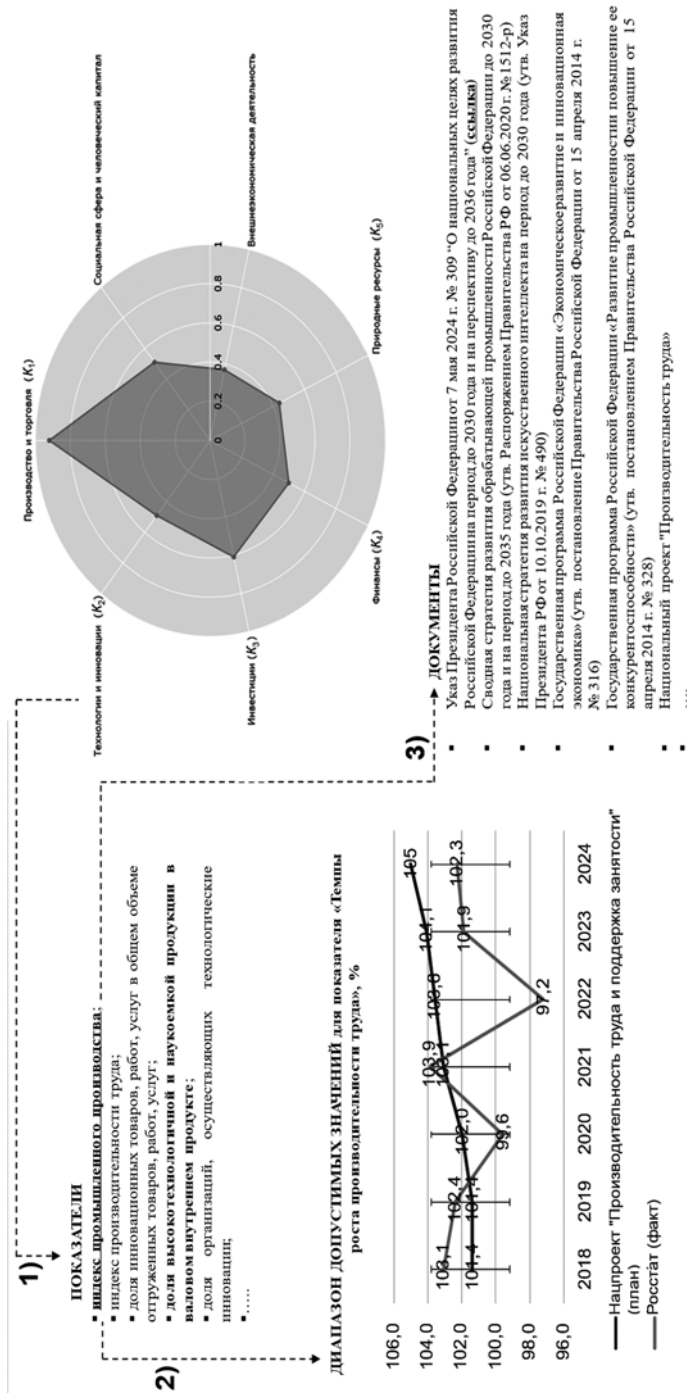 1)
ПОКАЗАТЕЛИ
▪ индекс промышленного производства;
▪ индекс производительности труда;
▪ доля инновационных товаров, работ, услуг в общем объеме
отгруженных товаров, работ, услуг;
▪ доля высокотехнологичной и наукоемкой продукции в
валовом внутреннем продукте;
▪ доля организаций, осуществляющих технологические
инновации;
▪ …..
Производство и торговля (K1)
Социальная сфера и человеческий капитал
Внешнеэкономическая деятельность
Природные ресурсы (K5)
Финансы (K4)
Инвестиции (K3)
Технологии и инновации (K2)
0
0.2
0.4
0.6
0.8
1
2)
ДИАПАЗОН ДОПУСТИМЫХ ЗНАЧЕНИЙ для показателя «Темпы
роста производительности труда», %
106,0
104,0
102,0
100,0
98,0
96,0
103,1
101,4
102,4
101,4
102,0
99,6
103,9
103,1
103,6
97,2
104,1
101,9
105
102,3
2018
2019
2020
2021
2022
2023
2024
Нацпроект "Производительность труда и поддержка занятости"
(план)
Росстат (факт)
3)
ДОКУМЕНТЫ
▪ Указ Президента Российской Федерации от 7 мая 2024 г. № 309 “О национальных целях развития
Российской Федерации на период до 2030 года и на перспективу до 2036 года” (ссылка)
▪ Сводная стратегия развития обрабатывающей промышленности Российской Федерации до 2030
года и на период до 2035 года (утв. Распоряжением Правительства РФ от 06.06.2020 г. № 1512-р)
▪ Национальная стратегия развития искусственного интеллекта на период до 2030 года (утв. Указ
Президента РФ от 10.10.2019 г. № 490)
▪ Государственная программа Российской Федерации «Экономическое развитие и инновационная
экономика» (утв. постановление Правительства Российской Федерации от 15 апреля 2014 г.
№ 316)
▪ Государственная программа Российской Федерации «Развитие промышленности и повышение ее
конкурентоспособности» (утв. постановлением Правительства Российской Федерации от 15
апреля 2014 г. № 328)
▪ Национальный проект "Производительность труда"
▪ …